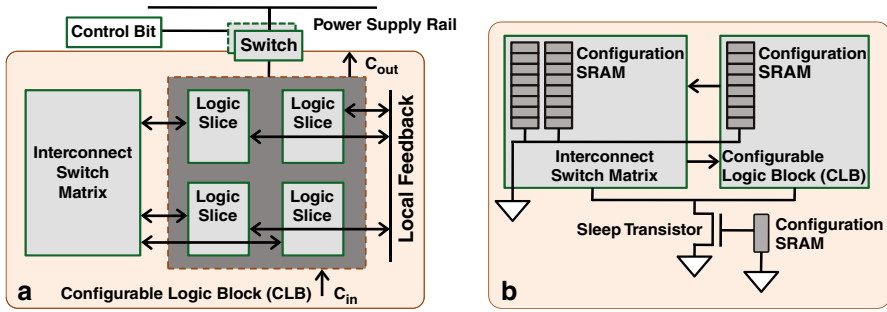 Power Supply Rail
Control Bit
Switch
C_out
Logic
Slice
Logic
Slice
Interconnect
Switch
Matrix
Logic
Slice
Logic
Slice
Local Feedback
a
Configurable Logic Block (CLB)
C_in
Configuration
SRAM
Configuration
SRAM
Interconnect
Switch Matrix
Configurable
Logic Block (CLB)
Sleep Transistor
Configuration
SRAM
b